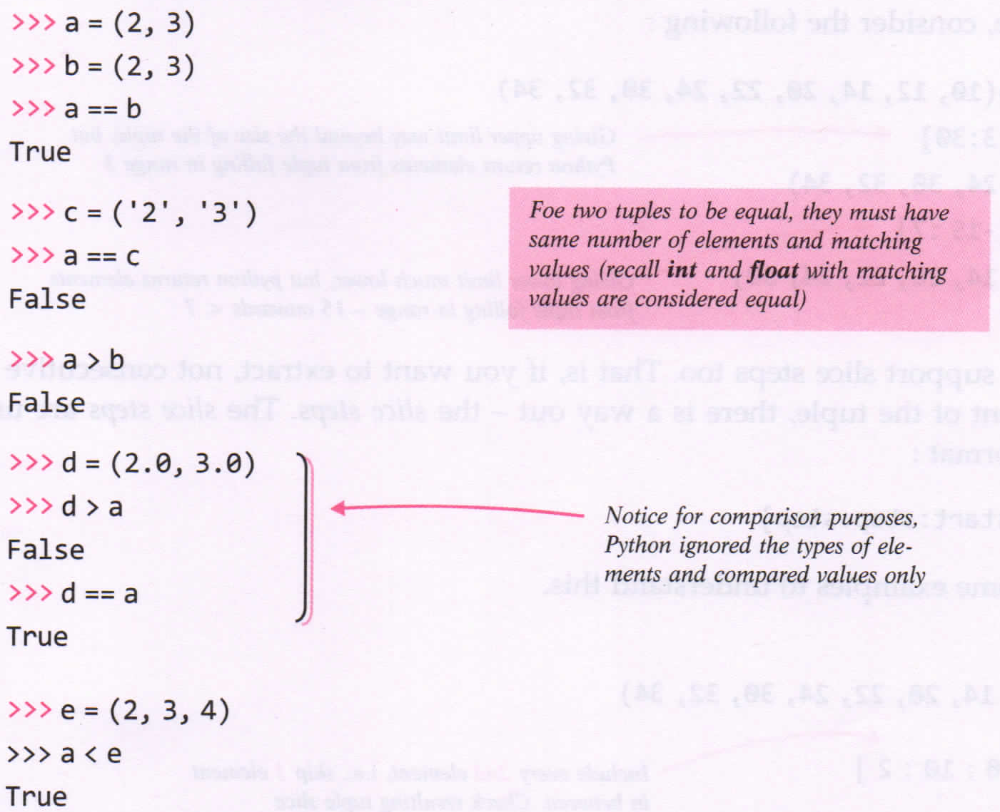 >>> a = (2, 3)
>>> b = (2, 3)
>>> a == b
True
>>> c = ('2', '3')
>>> a == c
False
Foe two tuples to be equal, they must have
same number of elements and matching
values (recall int and float with matching
values are considered equal)
>>> a > b
False
>>> d = (2.0, 3.0)
>>> d > a
False
>>> d == a
True
Notice for comparison purposes,
Python ignored the types of ele-
ments and compared values only
>>> e = (2, 3, 4)
>>> a < e
True